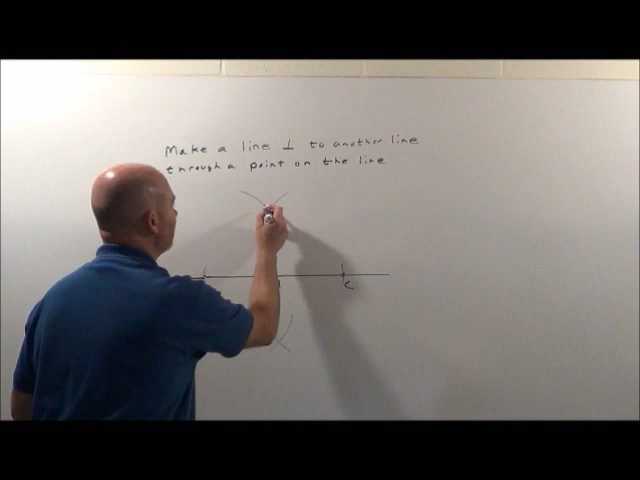 Make a line ⊥ to another line
through a point on the line
c